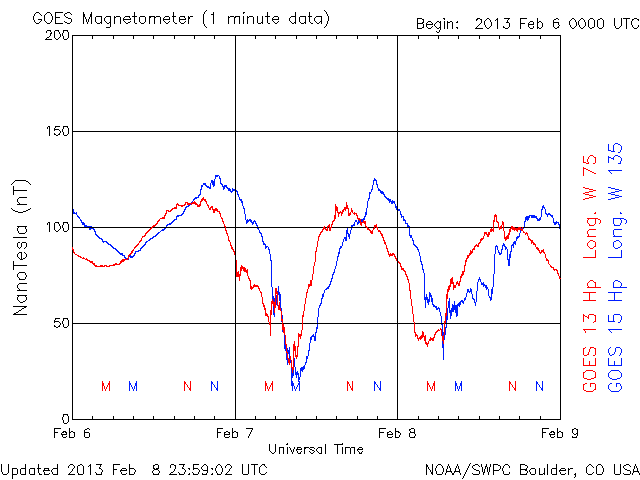 GOES Magnetometer (1 minute data)
Begin: 2013 Feb 6 0000 UTC
200
150
100
50
0
NanoTesla (nT)
M M N N M M N N M M N N
Feb 6 Feb 7 Feb 8 Feb 9
Universal Time
GOES 13 Hp Long. W 75
GOES 15 Hp Long. W 135
Updated 2013 Feb 8 23:59:02 UTC
NOAA/SWPC Boulder, CO USA